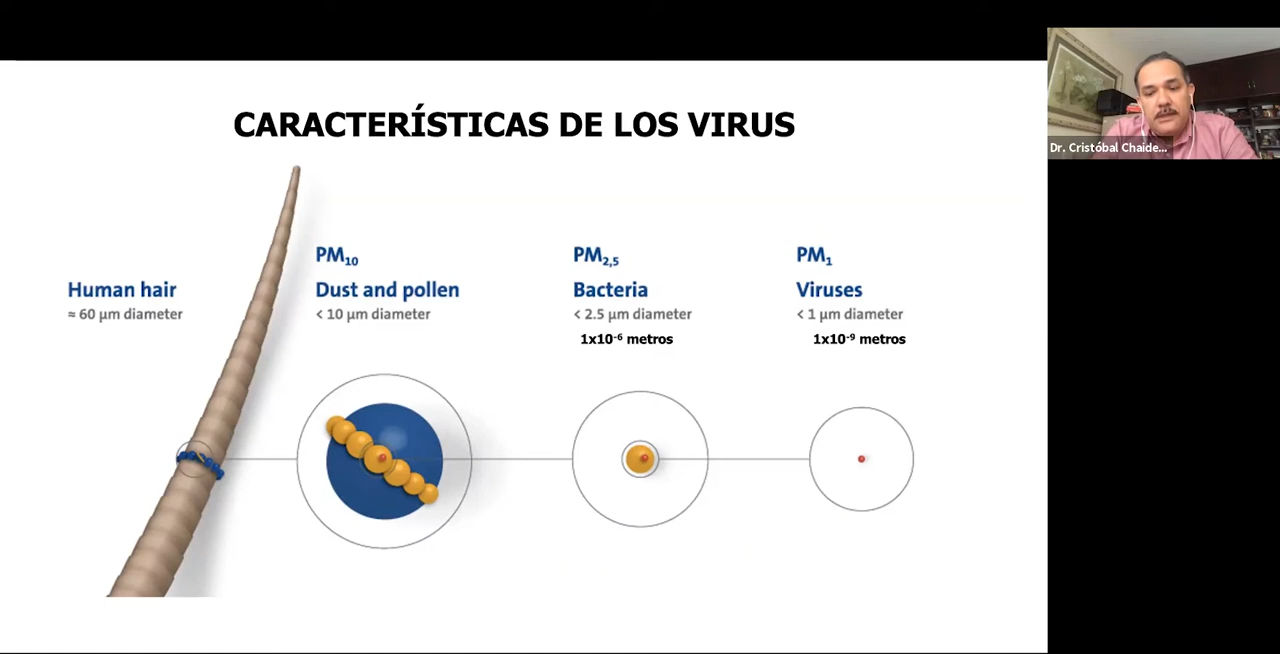 CARACTERÍSTICAS DE LOS VIRUS
Dr. Cristóbal Chaide...
Human hair
≈ 60 µm diameter
PM10
Dust and pollen
< 10 µm diameter
PM2,5
Bacteria
< 2.5 µm diameter
1x10-6 metros
PM1
Viruses
< 1 µm diameter
1x10-9 metros